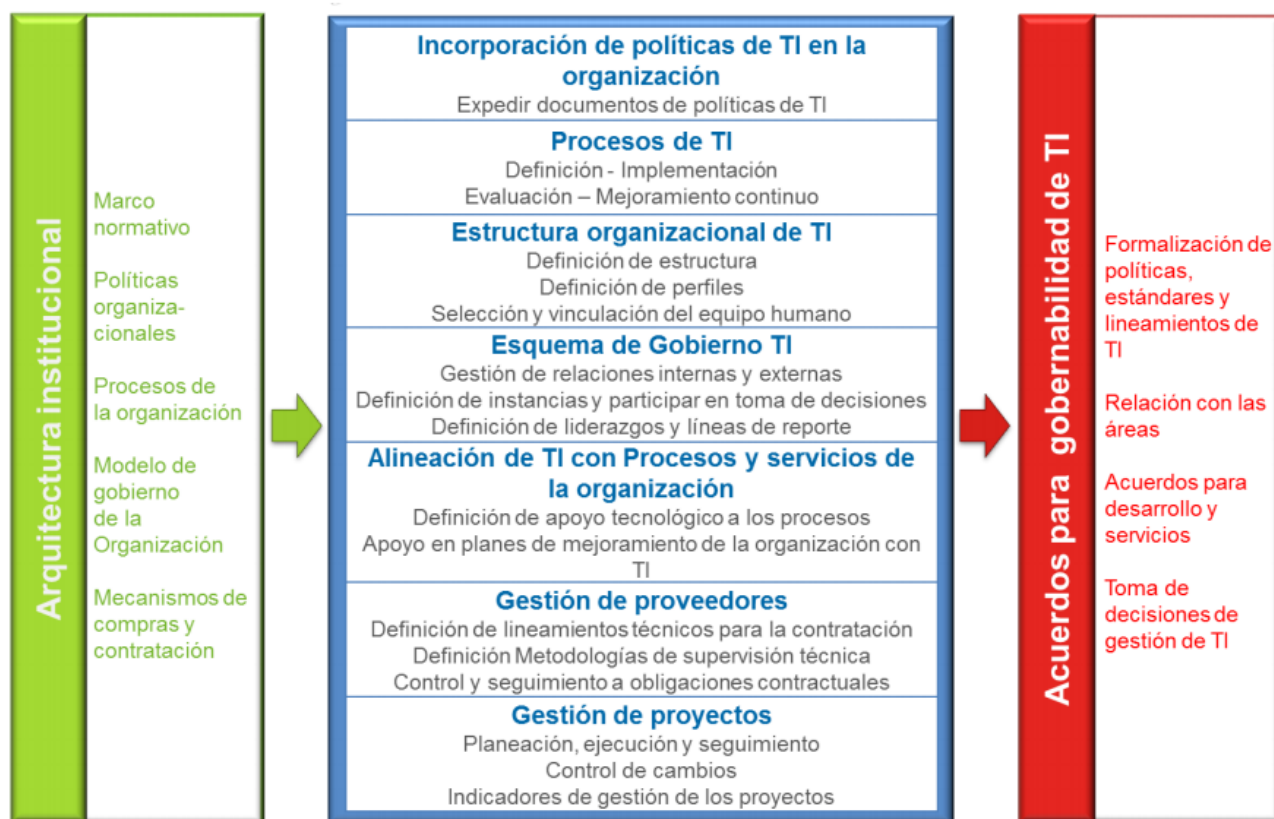 Arquitectura institucional
Marco
normativo
Políticas
organiza-
cionales
Procesos de
la organización
Modelo de
gobierno
de la
Organización
Mecanismos de
compras y
contratación
Incorporación de políticas de TI en la
organización
Expedir documentos de políticas de TI
Procesos de TI
Definición - Implementación
Evaluación – Mejoramiento continuo
Estructura organizacional de TI
Definición de estructura
Definición de perfiles
Selección y vinculación del equipo humano
Esquema de Gobierno TI
Gestión de relaciones internas y externas
Definición de instancias y participar en toma de decisiones
Definición de liderazgos y líneas de reporte
Alineación de TI con Procesos y servicios de
la organización
Definición de apoyo tecnológico a los procesos
Apoyo en planes de mejoramiento de la organización con
TI
Gestión de proveedores
Definición de lineamientos técnicos para la contratación
Definición Metodologías de supervisión técnica
Control y seguimiento a obligaciones contractuales
Gestión de proyectos
Planeación, ejecución y seguimiento
Control de cambios
Indicadores de gestión de los proyectos
Acuerdos para gobernabilidad de TI
Formalización de
políticas,
estándares y
lineamientos de
TI
Relación con las
áreas
Acuerdos para
desarrollo y
servicios
Toma de
decisiones de
gestión de TI